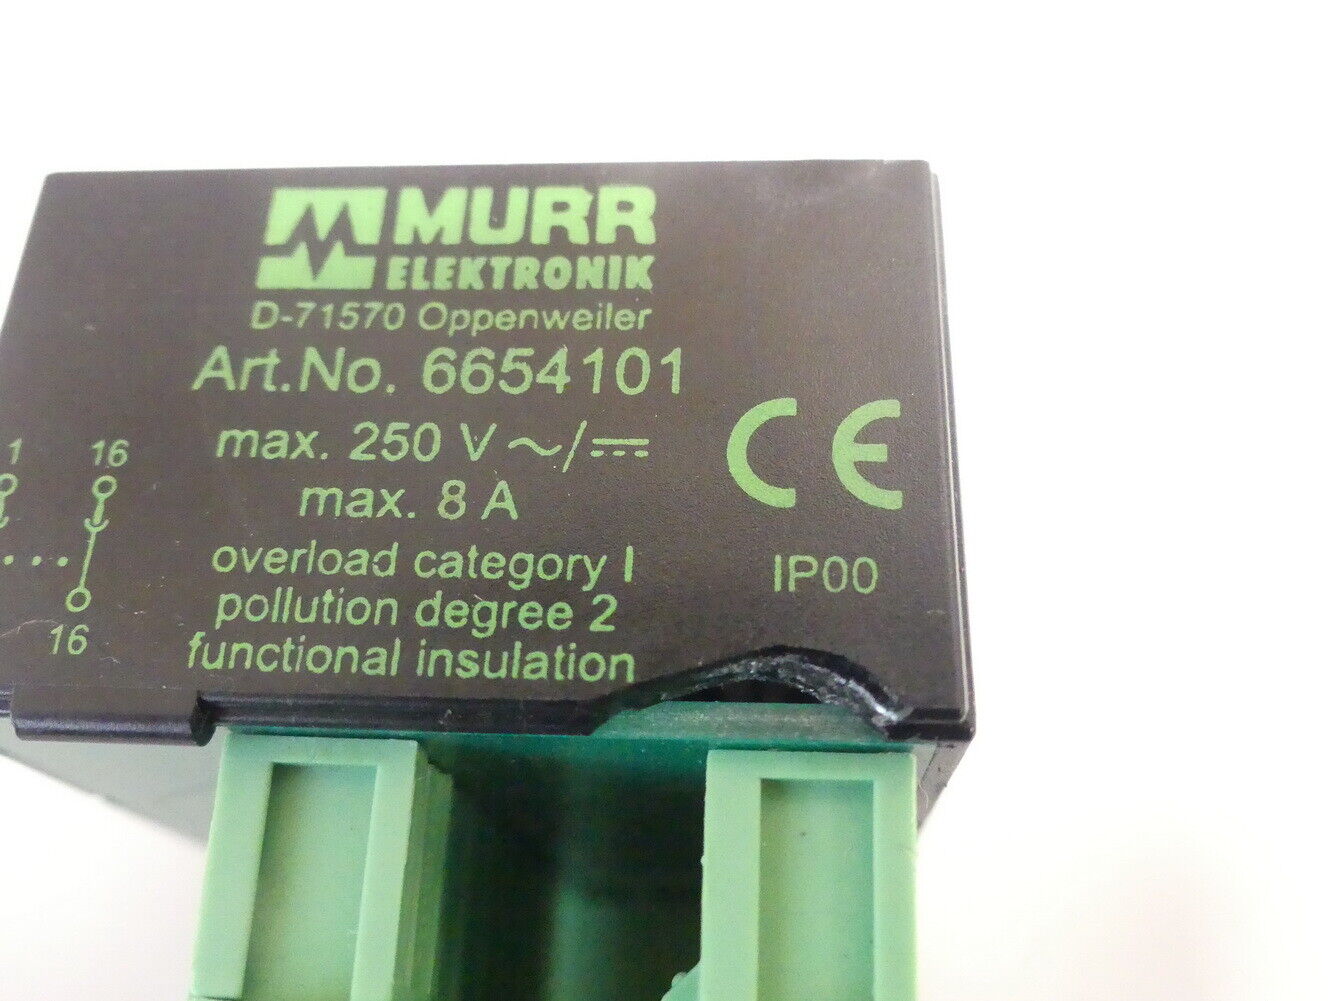 MURR
ELEKTRONIK
D-71570 Oppenweiler
Art.No. 6654101
max. 250 V ~/⎓
max. 8 A
overload category I
pollution degree 2
functional insulation
CE
IP00
1 16
16